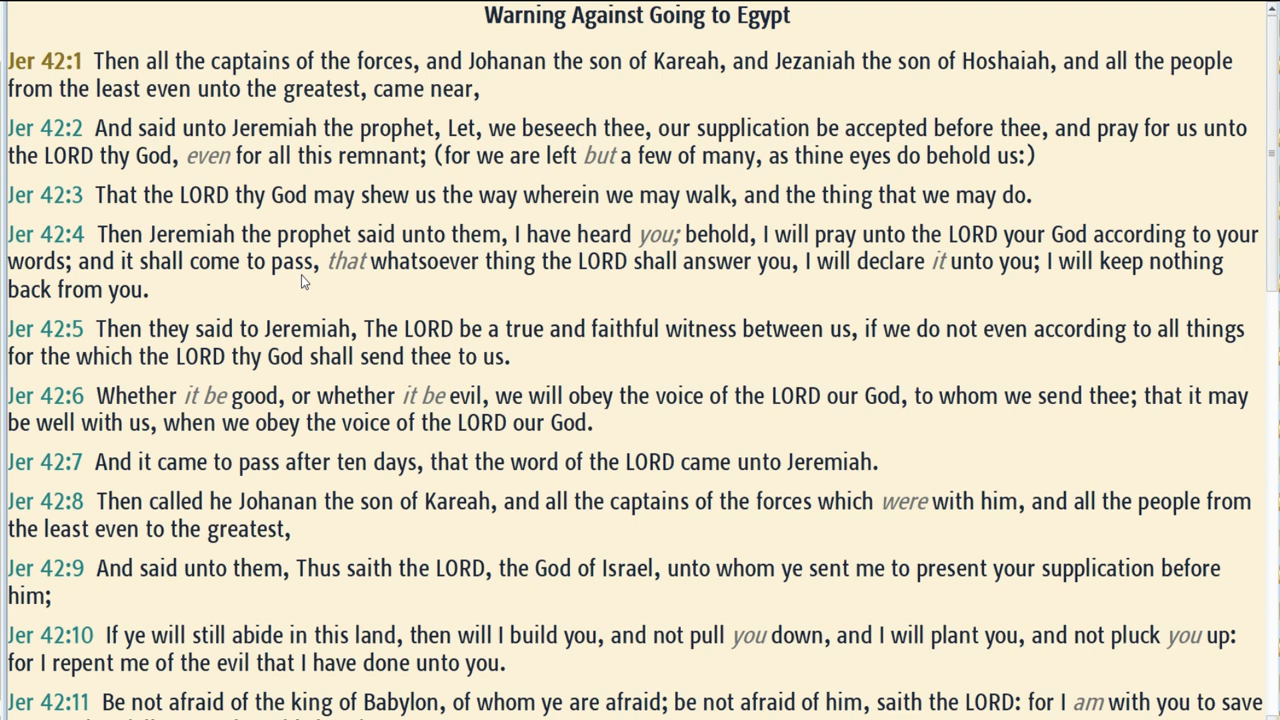 Warning Against Going to Egypt
Jer 42:1 Then all the captains of the forces, and Johanan the son of Kareah, and Jezaniah the son of Hoshaiah, and all the people
from the least even unto the greatest, came near,
Jer 42:2 And said unto Jeremiah the prophet, Let, we beseech thee, our supplication be accepted before thee, and pray for us unto
the LORD thy God, even for all this remnant; (for we are left but a few of many, as thine eyes do behold us:)
Jer 42:3 That the LORD thy God may shew us the way wherein we may walk, and the thing that we may do.
Jer 42:4 Then Jeremiah the prophet said unto them, I have heard you; behold, I will pray unto the LORD your God according to your
words; and it shall come to pass, that whatsoever thing the LORD shall answer you, I will declare it unto you; I will keep nothing
back from you.
Jer 42:5 Then they said to Jeremiah, The LORD be a true and faithful witness between us, if we do not even according to all things
for the which the LORD thy God shall send thee to us.
Jer 42:6 Whether it be good, or whether it be evil, we will obey the voice of the LORD our God, to whom we send thee; that it may
be well with us, when we obey the voice of the LORD our God.
Jer 42:7 And it came to pass after ten days, that the word of the LORD came unto Jeremiah.
Jer 42:8 Then called he Johanan the son of Kareah, and all the captains of the forces which were with him, and all the people from
the least even to the greatest,
Jer 42:9 And said unto them, Thus saith the LORD, the God of Israel, unto whom ye sent me to present your supplication before
him;
Jer 42:10 If ye will still abide in this land, then will I build you, and not pull you down, and I will plant you, and not pluck you up:
for I repent me of the evil that I have done unto you.
Jer 42:11 Be not afraid of the king of Babylon, of whom ye are afraid; be not afraid of him, saith the LORD: for I am with you to save